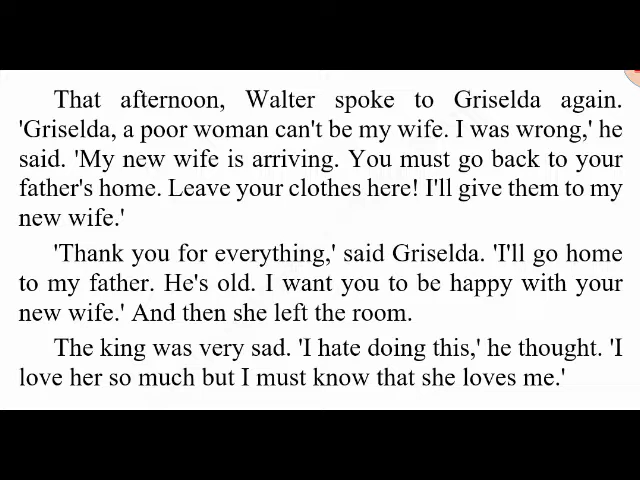 That afternoon, Walter spoke to Griselda again.
'Griselda, a poor woman can't be my wife. I was wrong,' he
said. 'My new wife is arriving. You must go back to your
father's home. Leave your clothes here! I'll give them to my
new wife.'
'Thank you for everything,' said Griselda. 'I'll go home
to my father. He's old. I want you to be happy with your
new wife.' And then she left the room.
The king was very sad. 'I hate doing this,' he thought. 'I
love her so much but I must know that she loves me.'